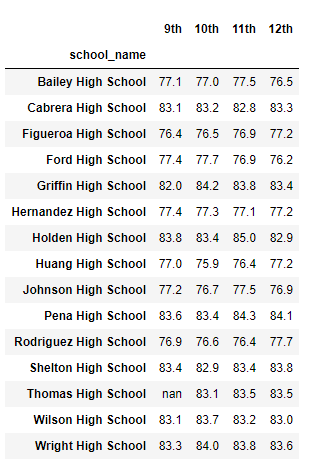 9th 10th 11th 12th
school_name
Bailey High School 77.1 77.0 77.5 76.5
Cabrera High School 83.1 83.2 82.8 83.3
Figueroa High School 76.4 76.5 76.9 77.2
Ford High School 77.4 77.7 76.9 76.2
Griffin High School 82.0 84.2 83.8 83.4
Hernandez High School 77.4 77.3 77.1 77.2
Holden High School 83.8 83.4 85.0 82.9
Huang High School 77.0 75.9 76.4 77.2
Johnson High School 77.2 76.7 77.5 76.9
Pena High School 83.6 83.4 84.3 84.1
Rodriguez High School 76.9 76.6 76.4 77.7
Shelton High School 83.4 82.9 83.4 83.8
Thomas High School nan 83.1 83.5 83.5
Wilson High School 83.1 83.7 83.2 83.0
Wright High School 83.3 84.0 83.8 83.6